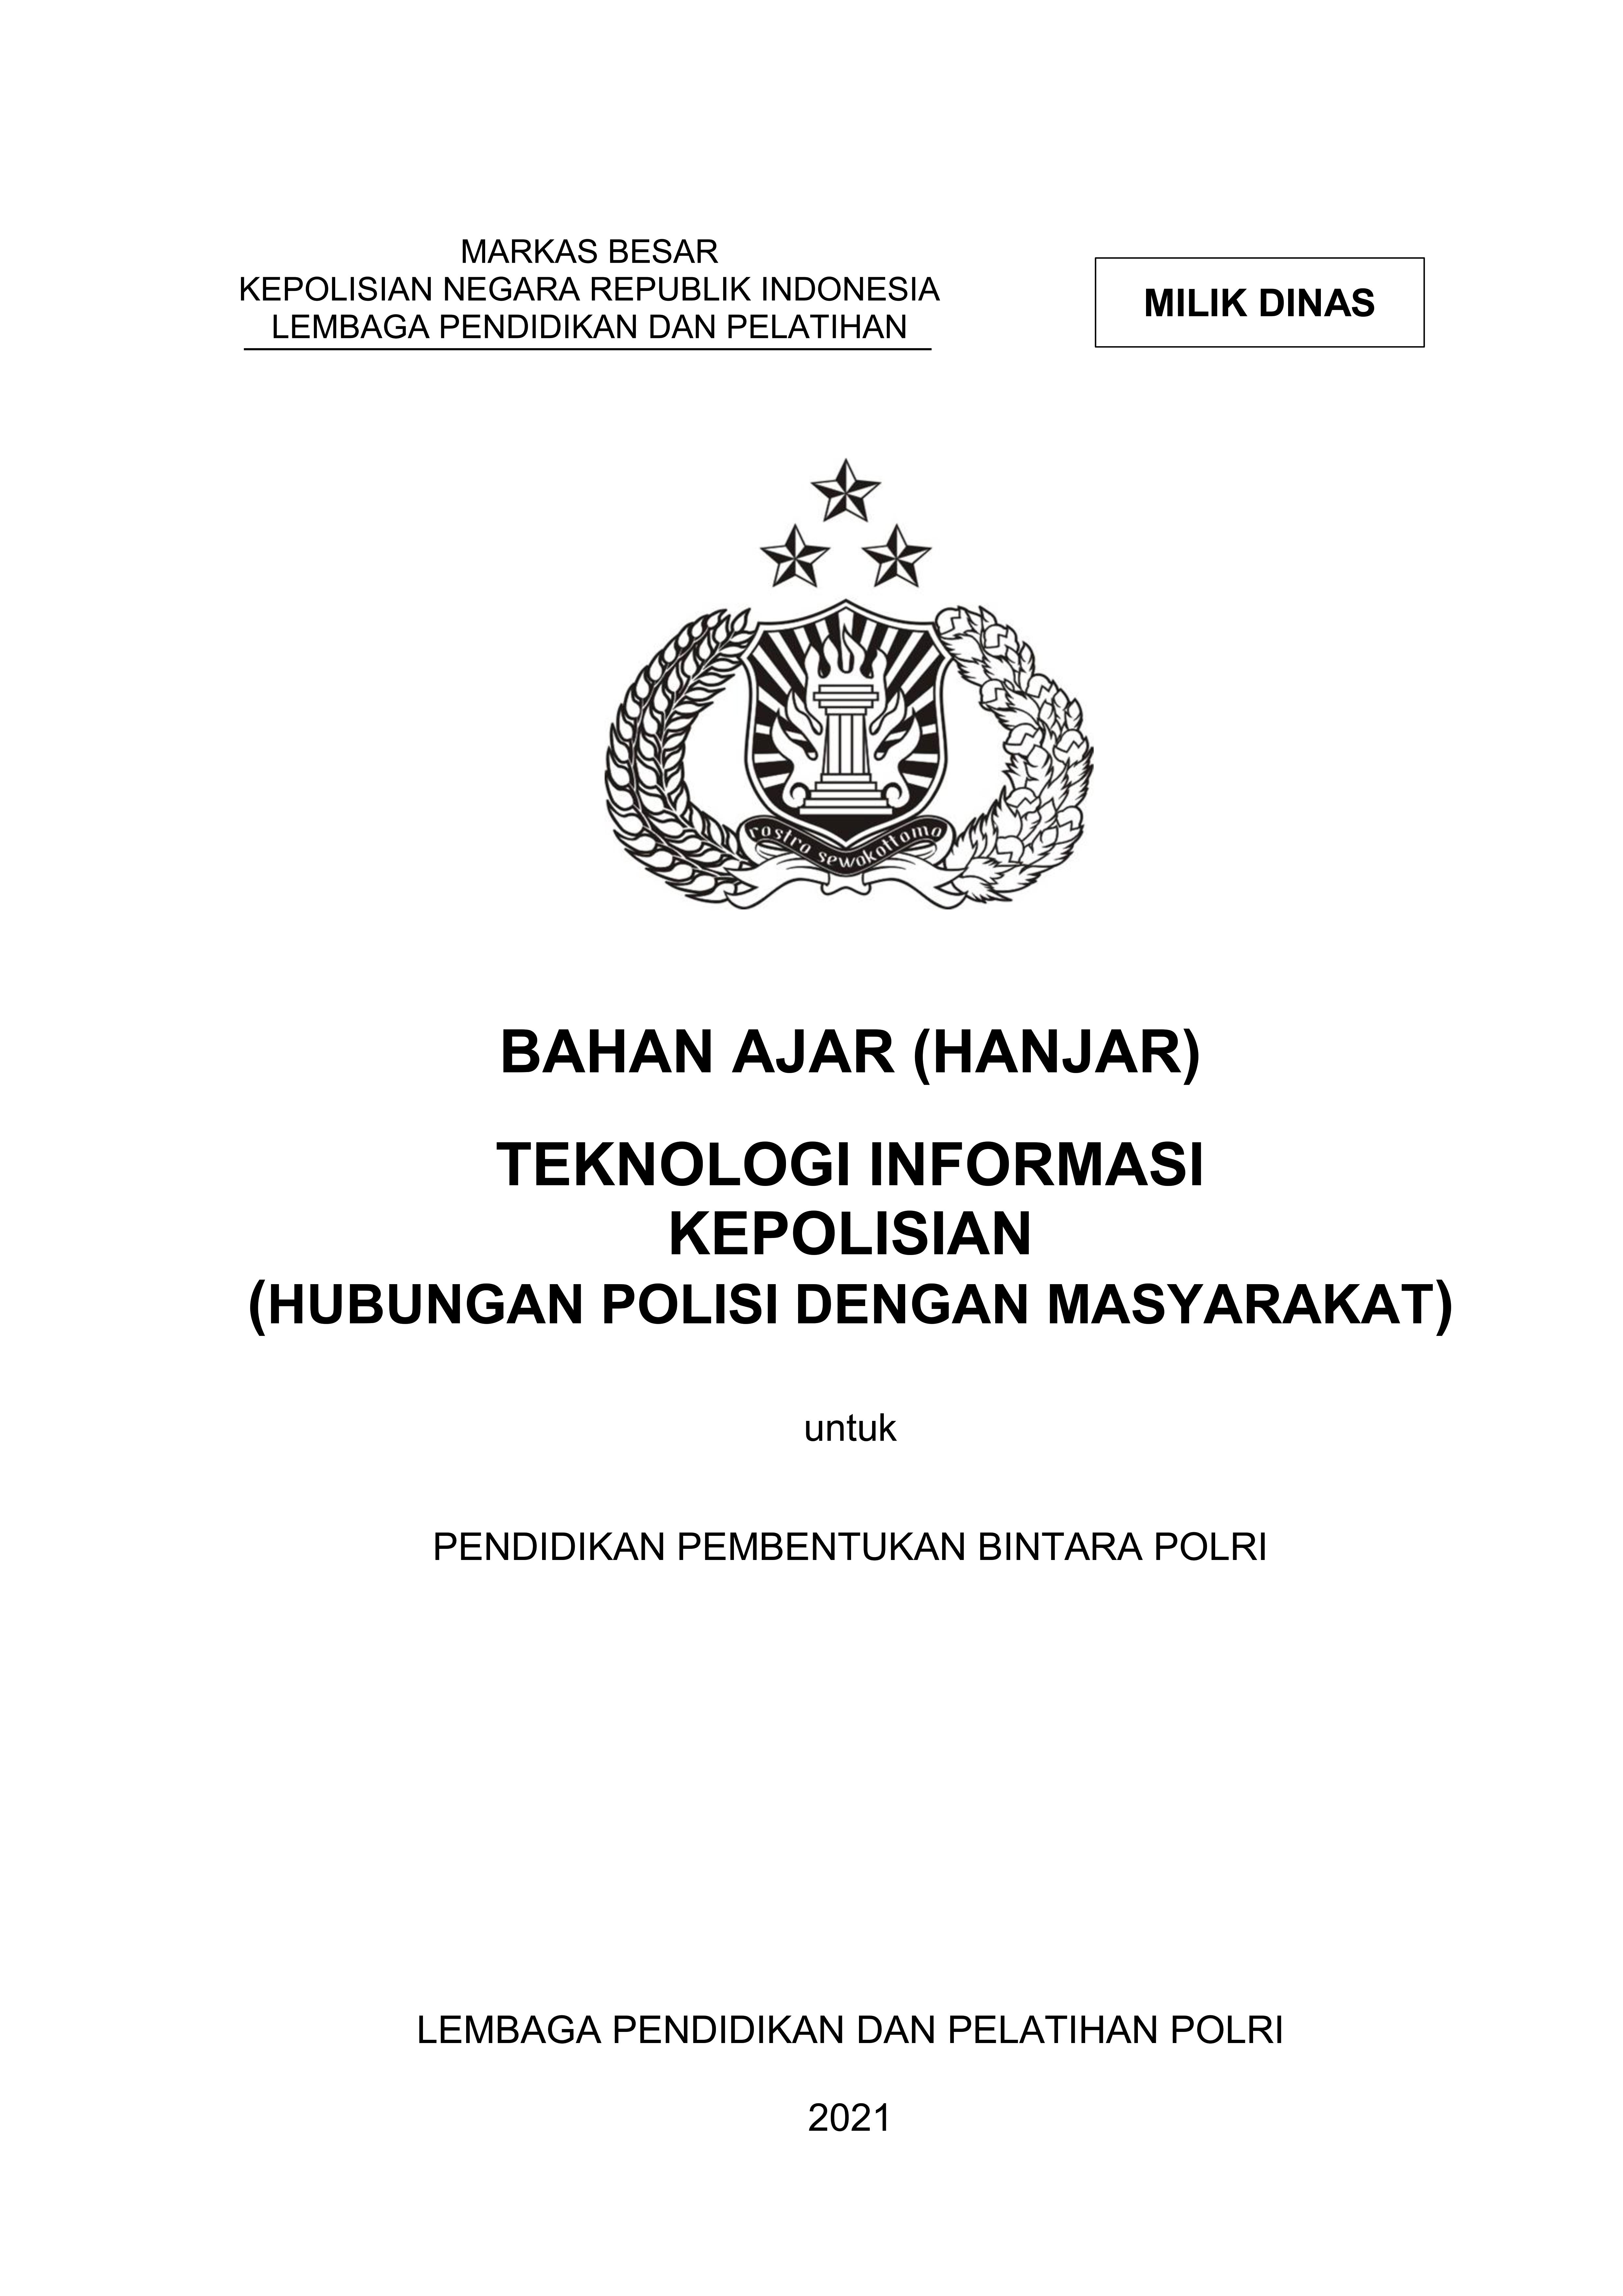 MARKAS BESAR
KEPOLISIAN NEGARA REPUBLIK INDONESIA
LEMBAGA PENDIDIKAN DAN PELATIHAN
MILIK DINAS
rastra sewakottama
BAHAN AJAR (HANJAR)
TEKNOLOGI INFORMASI
KEPOLISIAN
(HUBUNGAN POLISI DENGAN MASYARAKAT)
untuk
PENDIDIKAN PEMBENTUKAN BINTARA POLRI
LEMBAGA PENDIDIKAN DAN PELATIHAN POLRI
2021